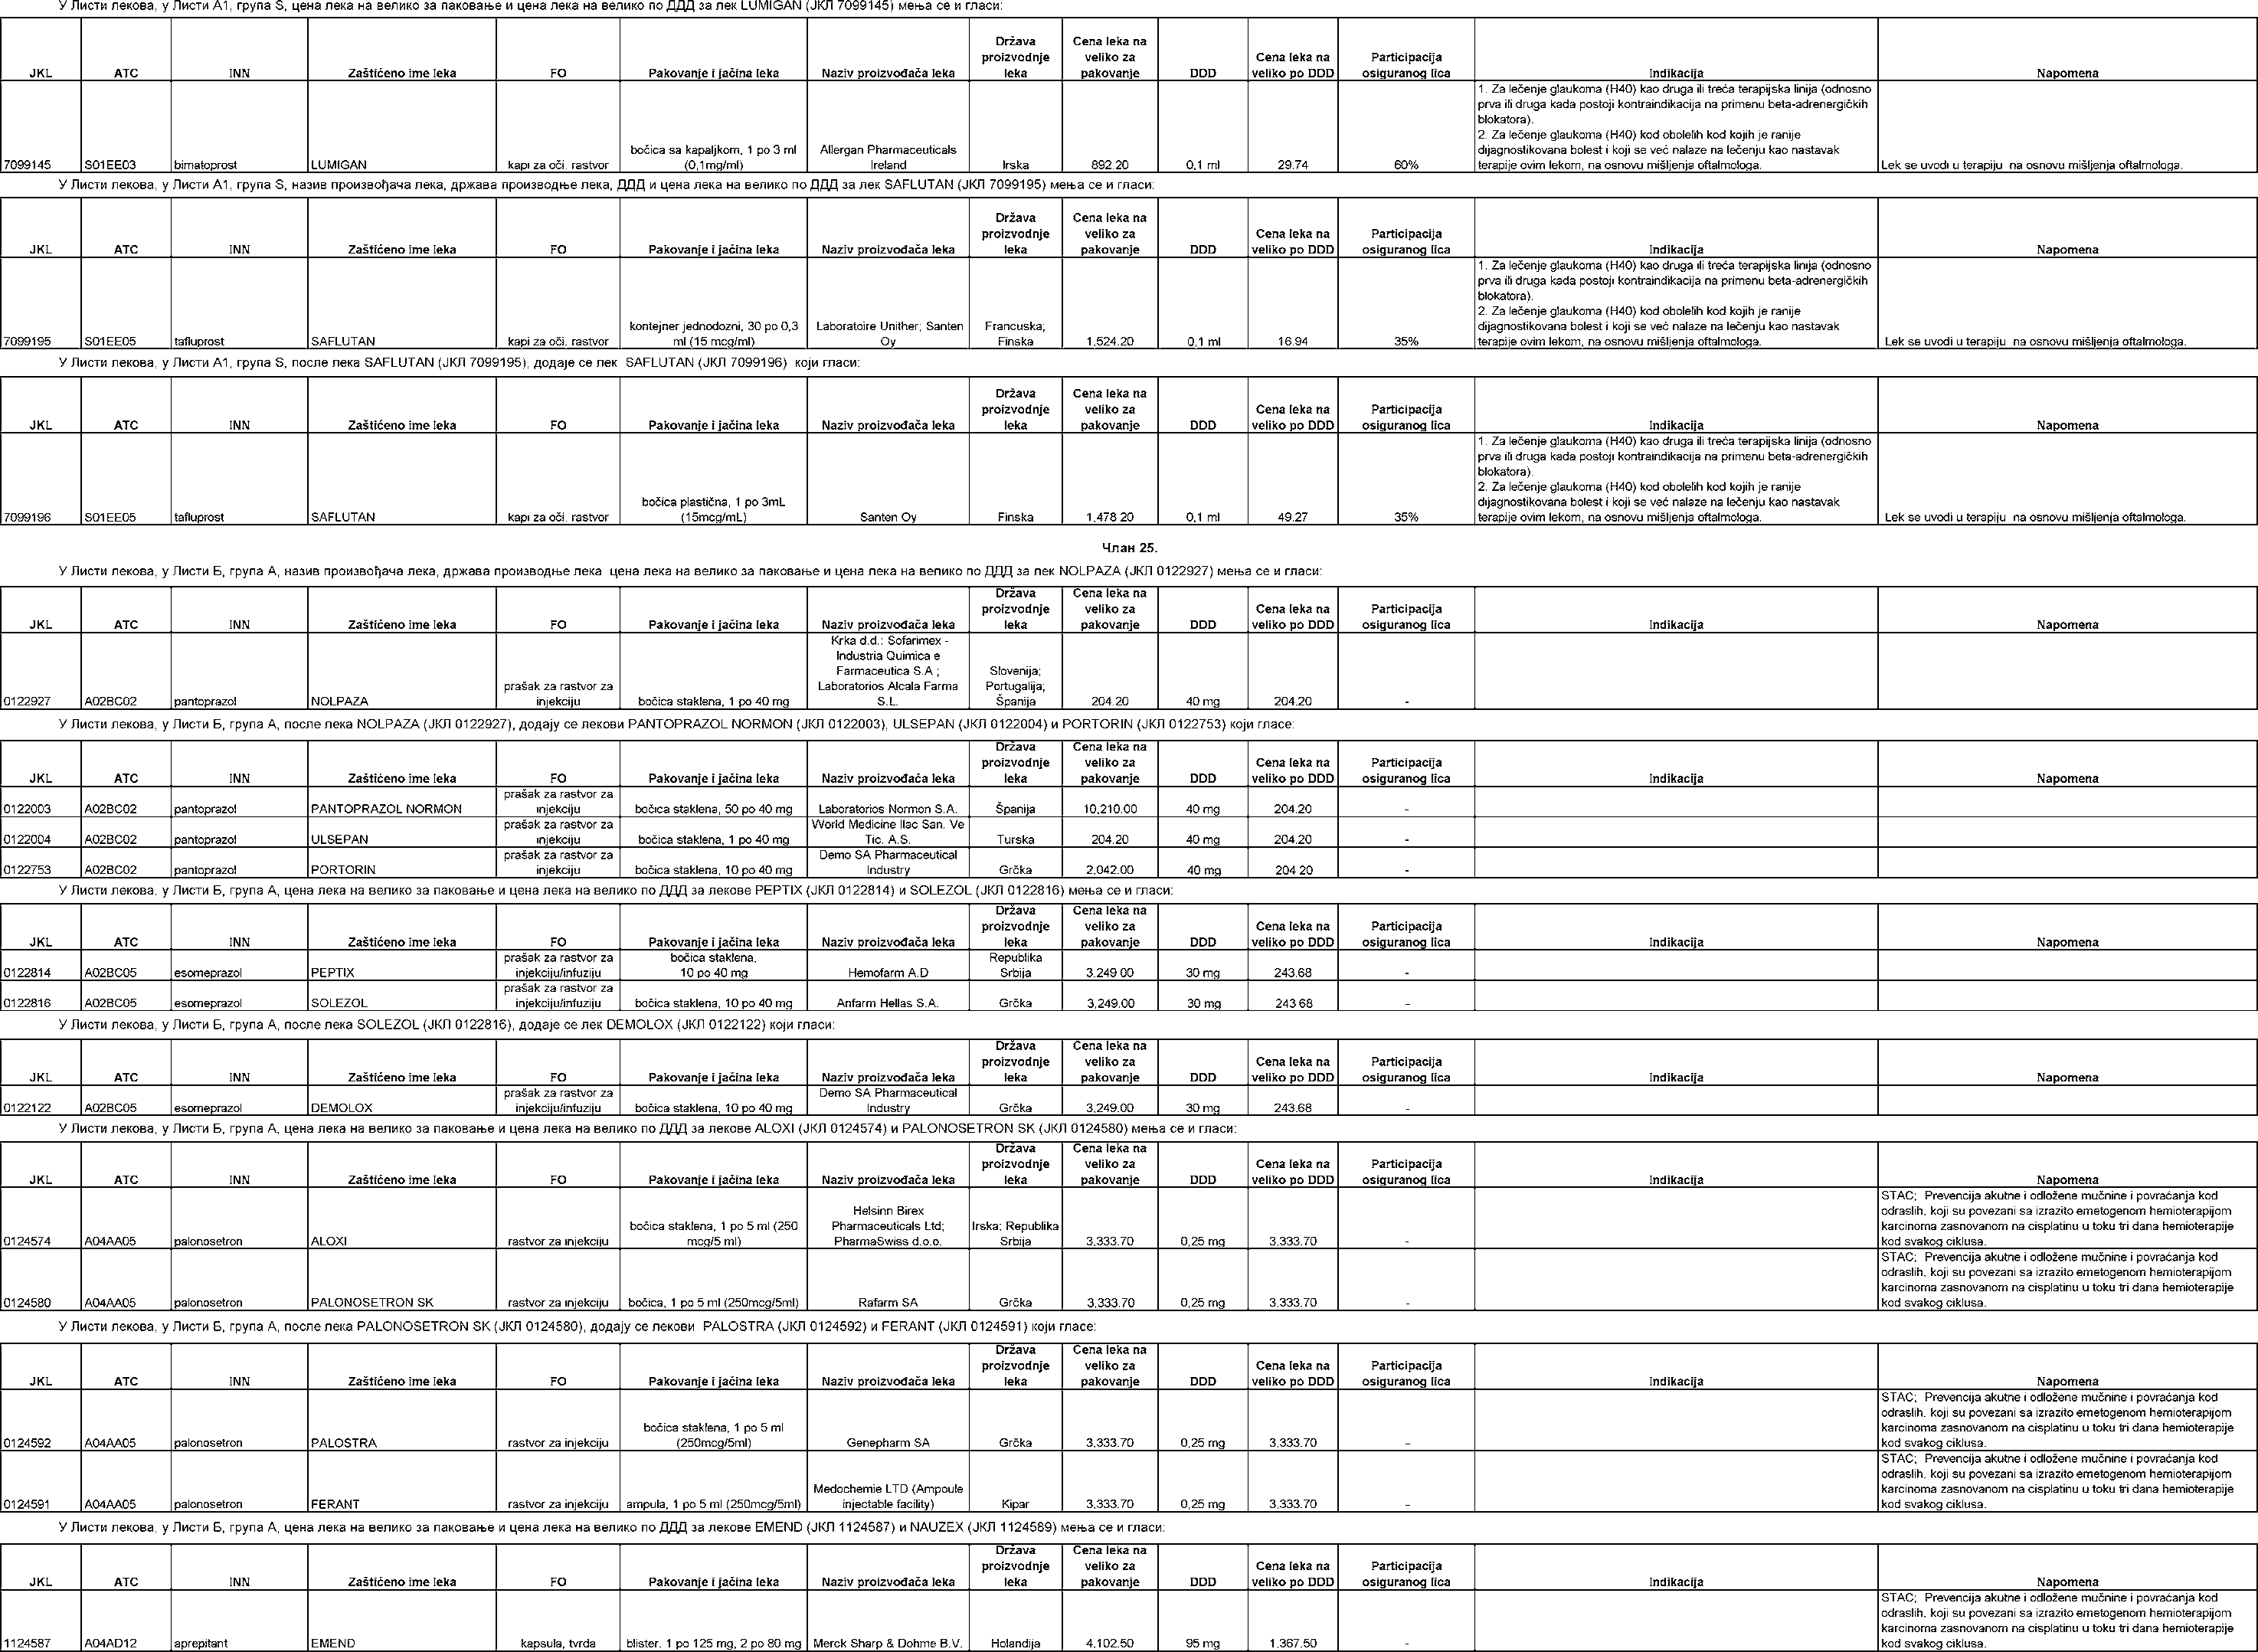 У Листи лекова, у Листи А1, група S, цена лека на велико за паковање и цена лека на велико по ДДД за лек LUMIGAN (ЈКЛ 7099145) мења се и гласи:
JKL ATC INN Zaštićeno ime leka FO Pakovanje i jačina leka Naziv proizvođača leka Država proizvodnje leka Cena leka na veliko za pakovanje DDD Cena leka na veliko po DDD Participacija osiguranog lica Indikacija Napomena
7099145 S01EE03 bimatoprost LUMIGAN kapi za oči, rastvor bočica sa kapaljkom, 1 po 3 ml (0,1mg/ml) Allergan Pharmaceuticals Ireland Irska 892.20 0,1 ml 29.74 60%
1. Za lečenje glaukoma (H40) kao druga ili treća terapijska linija (odnosno
prva ili druga kada postoji kontraindikacija na primenu beta-adrenergičkih
blokatora).
2. Za lečenje glaukoma (H40) kod obolelih kod kojih je ranije
dijagnostikovana bolest i koji se već nalaze na lečenju kao nastavak
terapije ovim lekom, na osnovu mišljenja oftalmologa.
Lek se uvodi u terapiju na osnovu mišljenja oftalmologa.
У Листи лекова, у Листи А1, група S, назив произвођача лека, држава производње лека, ДДД и цена лека на велико по ДДД за лек SAFLUTAN (ЈКЛ 7099195) мења се и гласи:
JKL ATC INN Zaštićeno ime leka FO Pakovanje i jačina leka Naziv proizvođača leka Država proizvodnje leka Cena leka na veliko za pakovanje DDD Cena leka na veliko po DDD Participacija osiguranog lica Indikacija Napomena
7099195 S01EE05 tafluprost SAFLUTAN kapi za oči, rastvor kontejner jednodozni, 30 po 0,3 ml (15 mcg/ml) Laboratoire Unither; Santen Oy Francuska; Finska 1,524.20 0,1 ml 16.94 35%
1. Za lečenje glaukoma (H40) kao druga ili treća terapijska linija (odnosno
prva ili druga kada postoji kontraindikacija na primenu beta-adrenergičkih
blokatora).
2. Za lečenje glaukoma (H40) kod obolelih kod kojih je ranije
dijagnostikovana bolest i koji se već nalaze na lečenju kao nastavak
terapije ovim lekom, na osnovu mišljenja oftalmologa.
Lek se uvodi u terapiju na osnovu mišljenja oftalmologa.
У Листи лекова, у Листи А1, група S, после лека SAFLUTAN (ЈКЛ 7099195), додаје се лек SAFLUTAN (ЈКЛ 7099196) који гласи:
JKL ATC INN Zaštićeno ime leka FO Pakovanje i jačina leka Naziv proizvođača leka Država proizvodnje leka Cena leka na veliko za pakovanje DDD Cena leka na veliko po DDD Participacija osiguranog lica Indikacija Napomena
7099196 S01EE05 tafluprost SAFLUTAN kapi za oči, rastvor bočica plastična, 1 po 3mL (15mcg/mL) Santen Oy Finska 1,478.20 0,1 ml 49.27 35%
1. Za lečenje glaukoma (H40) kao druga ili treća terapijska linija (odnosno
prva ili druga kada postoji kontraindikacija na primenu beta-adrenergičkih
blokatora).
2. Za lečenje glaukoma (H40) kod obolelih kod kojih je ranije
dijagnostikovana bolest i koji se već nalaze na lečenju kao nastavak
terapije ovim lekom, na osnovu mišljenja oftalmologa.
Lek se uvodi u terapiju na osnovu mišljenja oftalmologa.
Члан 25.
У Листи лекова, у Листи Б, група А, назив произвођача лека, држава производње лека цена лека на велико за паковање и цена лека на велико по ДДД за лек NOLPAZA (ЈКЛ 0122927) мења се и гласи:
JKL ATC INN Zaštićeno ime leka FO Pakovanje i jačina leka Naziv proizvođača leka Država proizvodnje leka Cena leka na veliko za pakovanje DDD Cena leka na veliko po DDD Participacija osiguranog lica Indikacija Napomena
0122927 A02BC02 pantoprazol NOLPAZA prašak za rastvor za injekciju bočica staklena, 1 po 40 mg Krka d.d.; Sofarimex - Industria Quimica e Farmaceutica S.A.; Laboratorios Alcala Farma S.L. Slovenija; Portugalija; Španija 204.20 40 mg 204.20 -
У Листи лекова, у Листи Б, група А, после лека NOLPAZA (ЈКЛ 0122927), додају се лекови PANTOPRAZOL NORMON (ЈКЛ 0122003), ULSEPAN (ЈКЛ 0122004) и PORTORIN (ЈКЛ 0122753) који гласе:
JKL ATC INN Zaštićeno ime leka FO Pakovanje i jačina leka Naziv proizvođača leka Država proizvodnje leka Cena leka na veliko za pakovanje DDD Cena leka na veliko po DDD Participacija osiguranog lica Indikacija Napomena
0122003 A02BC02 pantoprazol PANTOPRAZOL NORMON prašak za rastvor za injekciju bočica staklena, 50 po 40 mg Laboratorios Normon S.A. Španija 10,210.00 40 mg 204.20 -
0122004 A02BC02 pantoprazol ULSEPAN prašak za rastvor za injekciju bočica staklena, 1 po 40 mg World Medicine Ilac San. Ve Tic. A.S. Turska 204.20 40 mg 204.20 -
0122753 A02BC02 pantoprazol PORTORIN prašak za rastvor za injekciju bočica staklena, 10 po 40 mg Demo SA Pharmaceutical Industry Grčka 2,042.00 40 mg 204.20 -
У Листи лекова, у Листи Б, група А, цена лека на велико за паковање и цена лека на велико по ДДД за лекове PEPTIX (ЈКЛ 0122814) и SOLEZOL (ЈКЛ 0122816) мења се и гласи:
JKL ATC INN Zaštićeno ime leka FO Pakovanje i jačina leka Naziv proizvođača leka Država proizvodnje leka Cena leka na veliko za pakovanje DDD Cena leka na veliko po DDD Participacija osiguranog lica Indikacija Napomena
0122814 A02BC05 esomeprazol PEPTIX prašak za rastvor za injekciju/infuziju bočica staklena, 10 po 40 mg Hemofarm A.D Republika Srbija 3,249.00 30 mg 243.68 -
0122816 A02BC05 esomeprazol SOLEZOL prašak za rastvor za injekciju/infuziju bočica staklena, 10 po 40 mg Anfarm Hellas S.A. Grčka 3,249.00 30 mg 243.68 -
У Листи лекова, у Листи Б, група А, после лека SOLEZOL (ЈКЛ 0122816), додаје се лек DEMOLOX (ЈКЛ 0122122) који гласи:
JKL ATC INN Zaštićeno ime leka FO Pakovanje i jačina leka Naziv proizvođača leka Država proizvodnje leka Cena leka na veliko za pakovanje DDD Cena leka na veliko po DDD Participacija osiguranog lica Indikacija Napomena
0122122 A02BC05 esomeprazol DEMOLOX prašak za rastvor za injekciju/infuziju bočica staklena, 10 po 40 mg Demo SA Pharmaceutical Industry Grčka 3,249.00 30 mg 243.68 -
У Листи лекова, у Листи Б, група А, цена лека на велико за паковање и цена лека на велико по ДДД за лекове ALOXI (ЈКЛ 0124574) и PALONOSETRON SK (ЈКЛ 0124580) мења се и гласи:
JKL ATC INN Zaštićeno ime leka FO Pakovanje i jačina leka Naziv proizvođača leka Država proizvodnje leka Cena leka na veliko za pakovanje DDD Cena leka na veliko po DDD Participacija osiguranog lica Indikacija Napomena
0124574 A04AA05 palonosetron ALOXI rastvor za injekciju bočica staklena, 1 po 5 ml (250 mcg/5 ml) Helsinn Birex Pharmaceuticals Ltd; PharmaSwiss d.o.o. Irska; Republika Srbija 3,333.70 0,25 mg 3,333.70 -
STAC; Prevencija akutne i odložene mučnine i povraćanja kod
odraslih, koji su povezani sa izrazito emetogenom hemioterapijom
karcinoma zasnovanom na cisplatinu u toku tri dana hemioterapije
kod svakog ciklusa.
0124580 A04AA05 palonosetron PALONOSETRON SK rastvor za injekciju bočica, 1 po 5 ml (250mcg/5ml) Rafarm SA Grčka 3,333.70 0,25 mg 3,333.70 -
STAC; Prevencija akutne i odložene mučnine i povraćanja kod
odraslih, koji su povezani sa izrazito emetogenom hemioterapijom
karcinoma zasnovanom na cisplatinu u toku tri dana hemioterapije
kod svakog ciklusa.
У Листи лекова, у Листи Б, група А, после лека PALONOSETRON SK (ЈКЛ 0124580), додају се лекови PALOSTRA (ЈКЛ 0124592) и FERANT (ЈКЛ 0124591) који гласе:
JKL ATC INN Zaštićeno ime leka FO Pakovanje i jačina leka Naziv proizvođača leka Država proizvodnje leka Cena leka na veliko za pakovanje DDD Cena leka na veliko po DDD Participacija osiguranog lica Indikacija Napomena
0124592 A04AA05 palonosetron PALOSTRA rastvor za injekciju bočica staklena, 1 po 5 ml (250mcg/5ml) Genepharm SA Grčka 3,333.70 0,25 mg 3,333.70 -
STAC; Prevencija akutne i odložene mučnine i povraćanja kod
odraslih, koji su povezani sa izrazito emetogenom hemioterapijom
karcinoma zasnovanom na cisplatinu u toku tri dana hemioterapije
kod svakog ciklusa.
0124591 A04AA05 palonosetron FERANT rastvor za injekciju ampula, 1 po 5 ml (250mcg/5ml) Medochemie LTD (Ampoule injectable facility) Kipar 3,333.70 0,25 mg 3,333.70 -
STAC; Prevencija akutne i odložene mučnine i povraćanja kod
odraslih, koji su povezani sa izrazito emetogenom hemioterapijom
karcinoma zasnovanom na cisplatinu u toku tri dana hemioterapije
kod svakog ciklusa.
У Листи лекова, у Листи Б, група А, цена лека на велико за паковање и цена лека на велико по ДДД за лекове EMEND (ЈКЛ 1124587) и NAUZEX (ЈКЛ 1124589) мења се и гласи:
JKL ATC INN Zaštićeno ime leka FO Pakovanje i jačina leka Naziv proizvođača leka Država proizvodnje leka Cena leka na veliko za pakovanje DDD Cena leka na veliko po DDD Participacija osiguranog lica Indikacija Napomena
1124587 A04AD12 aprepitant EMEND kapsula, tvrda blister, 1 po 125 mg, 2 po 80 mg Merck Sharp & Dohme B.V. Holandija 4,102.50 95 mg 1,367.50 -
STAC; Prevencija akutne i odložene mučnine i povraćanja kod
odraslih, koji su povezani sa izrazito emetogenom hemioterapijom
karcinoma zasnovanom na cisplatinu u toku tri dana hemioterapije
kod svakog ciklusa.